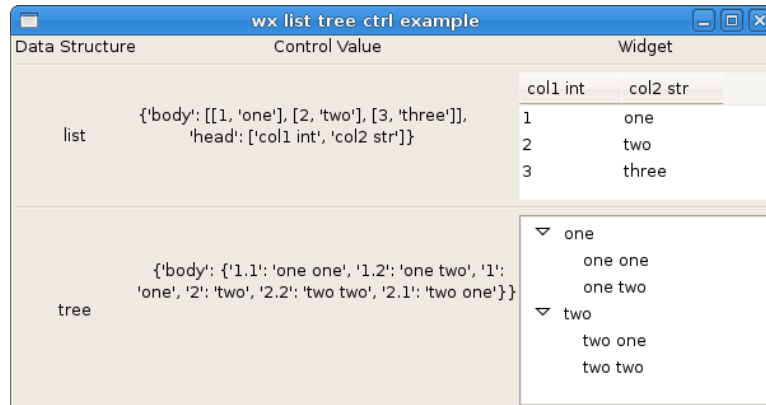 wx list tree ctrl example
Data Structure Control Value Widget
list
{'body': [[1, 'one'], [2, 'two'], [3, 'three']],
'head': ['col1 int', 'col2 str']}
col1 int col2 str
1 one
2 two
3 three
tree
{'body': {'1.1': 'one one', '1.2': 'one two', '1':
'one', '2': 'two', '2.2': 'two two', '2.1': 'two one'}}
one
one one
one two
two
two one
two two